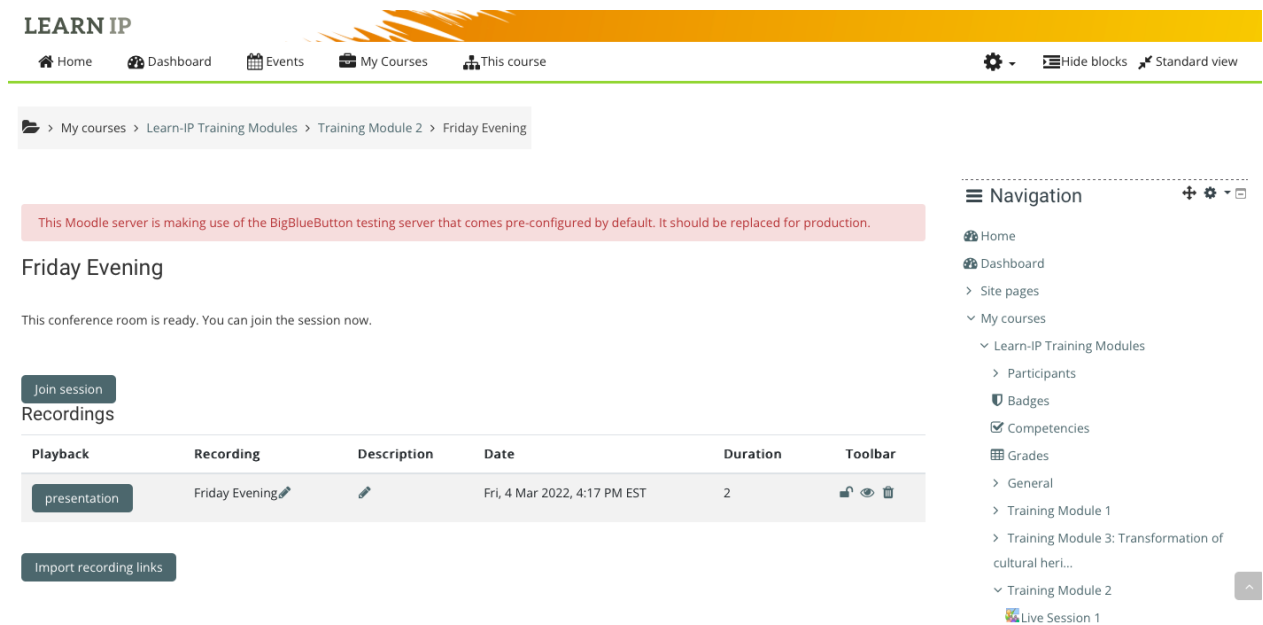 LEARN IP
Home Dashboard Events My Courses This course Hide blocks Standard view
> My courses > Learn-IP Training Modules > Training Module 2 > Friday Evening
This Moodle server is making use of the BigBlueButton testing server that comes pre-configured by default. It should be replaced for production.
Friday Evening
This conference room is ready. You can join the session now.
Join session
Recordings
Playback Recording Description Date Duration Toolbar
presentation Friday Evening Fri, 4 Mar 2022, 4:17 PM EST 2
Import recording links
Navigation
Home
Dashboard
> Site pages
My courses
Learn-IP Training Modules
> Participants
Badges
Competencies
Grades
> General
> Training Module 1
> Training Module 3: Transformation of
cultural heri...
Training Module 2
Live Session 1